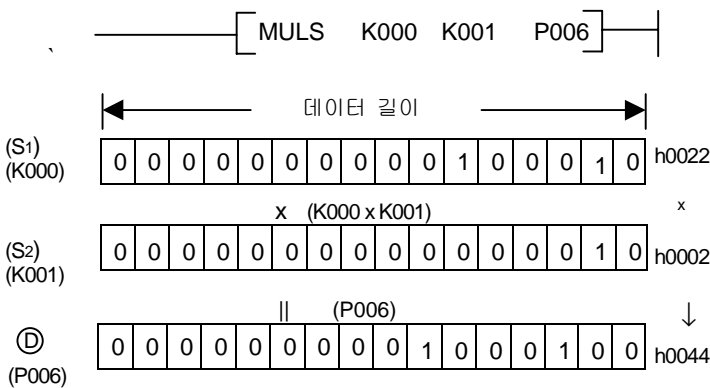 MULS K000 K001 P006
`
데이터 길이
(S1) 0 0 0 0 0 0 0 0 0 0 1 0 0 0 1 0 h0022
(K000)
x (K000 x K001) x
(S2) 0 0 0 0 0 0 0 0 0 0 0 0 0 0 1 0 h0002
(K001)
|| (P006) ↓
Ⓓ 0 0 0 0 0 0 0 0 0 1 0 0 0 1 0 0 h0044
(P006)